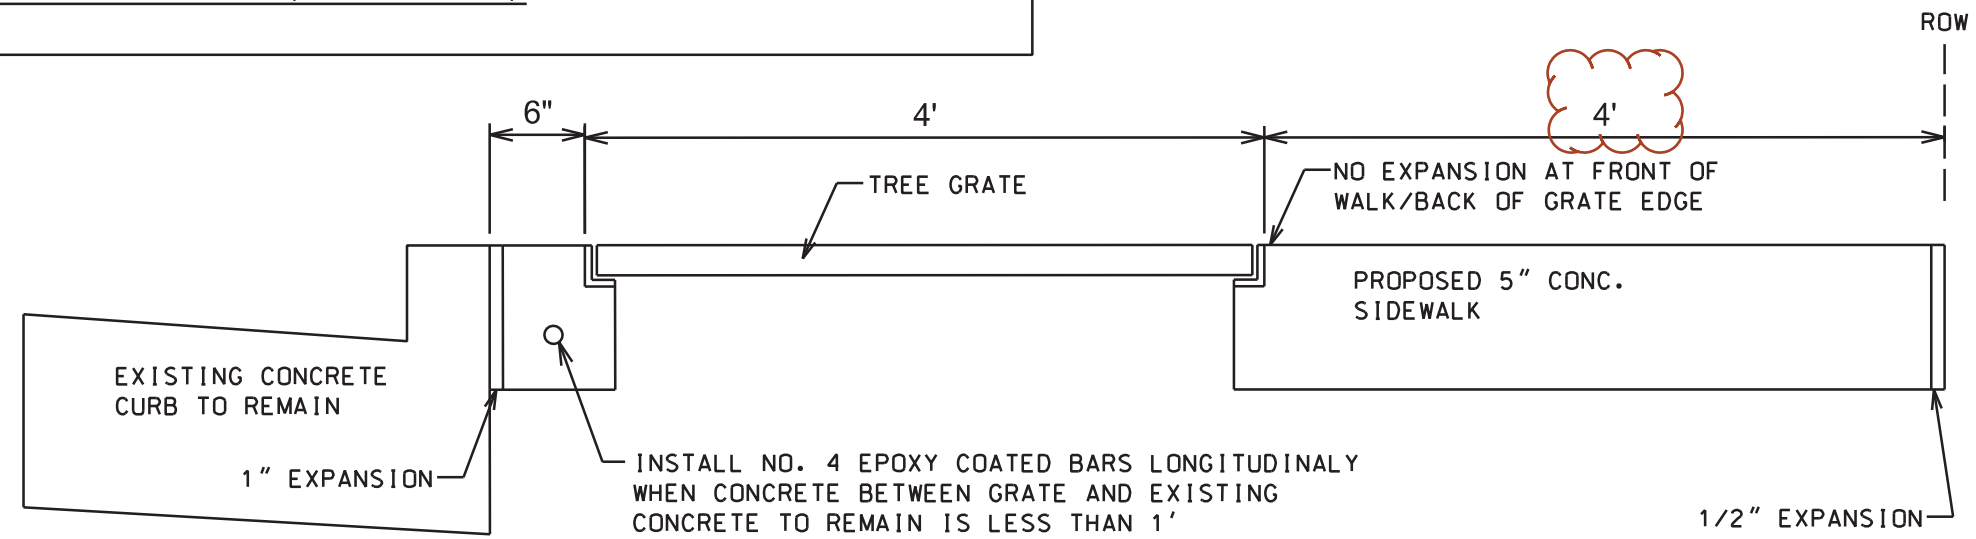 ROW
6"
4'
4'
NO EXPANSION AT FRONT OF
WALK/BACK OF GRATE EDGE
TREE GRATE
PROPOSED 5" CONC.
SIDEWALK
EXISTING CONCRETE
CURB TO REMAIN
1" EXPANSION
INSTALL NO. 4 EPOXY COATED BARS LONGITUDINALY
WHEN CONCRETE BETWEEN GRATE AND EXISTING
CONCRETE TO REMAIN IS LESS THAN 1'
1/2" EXPANSION